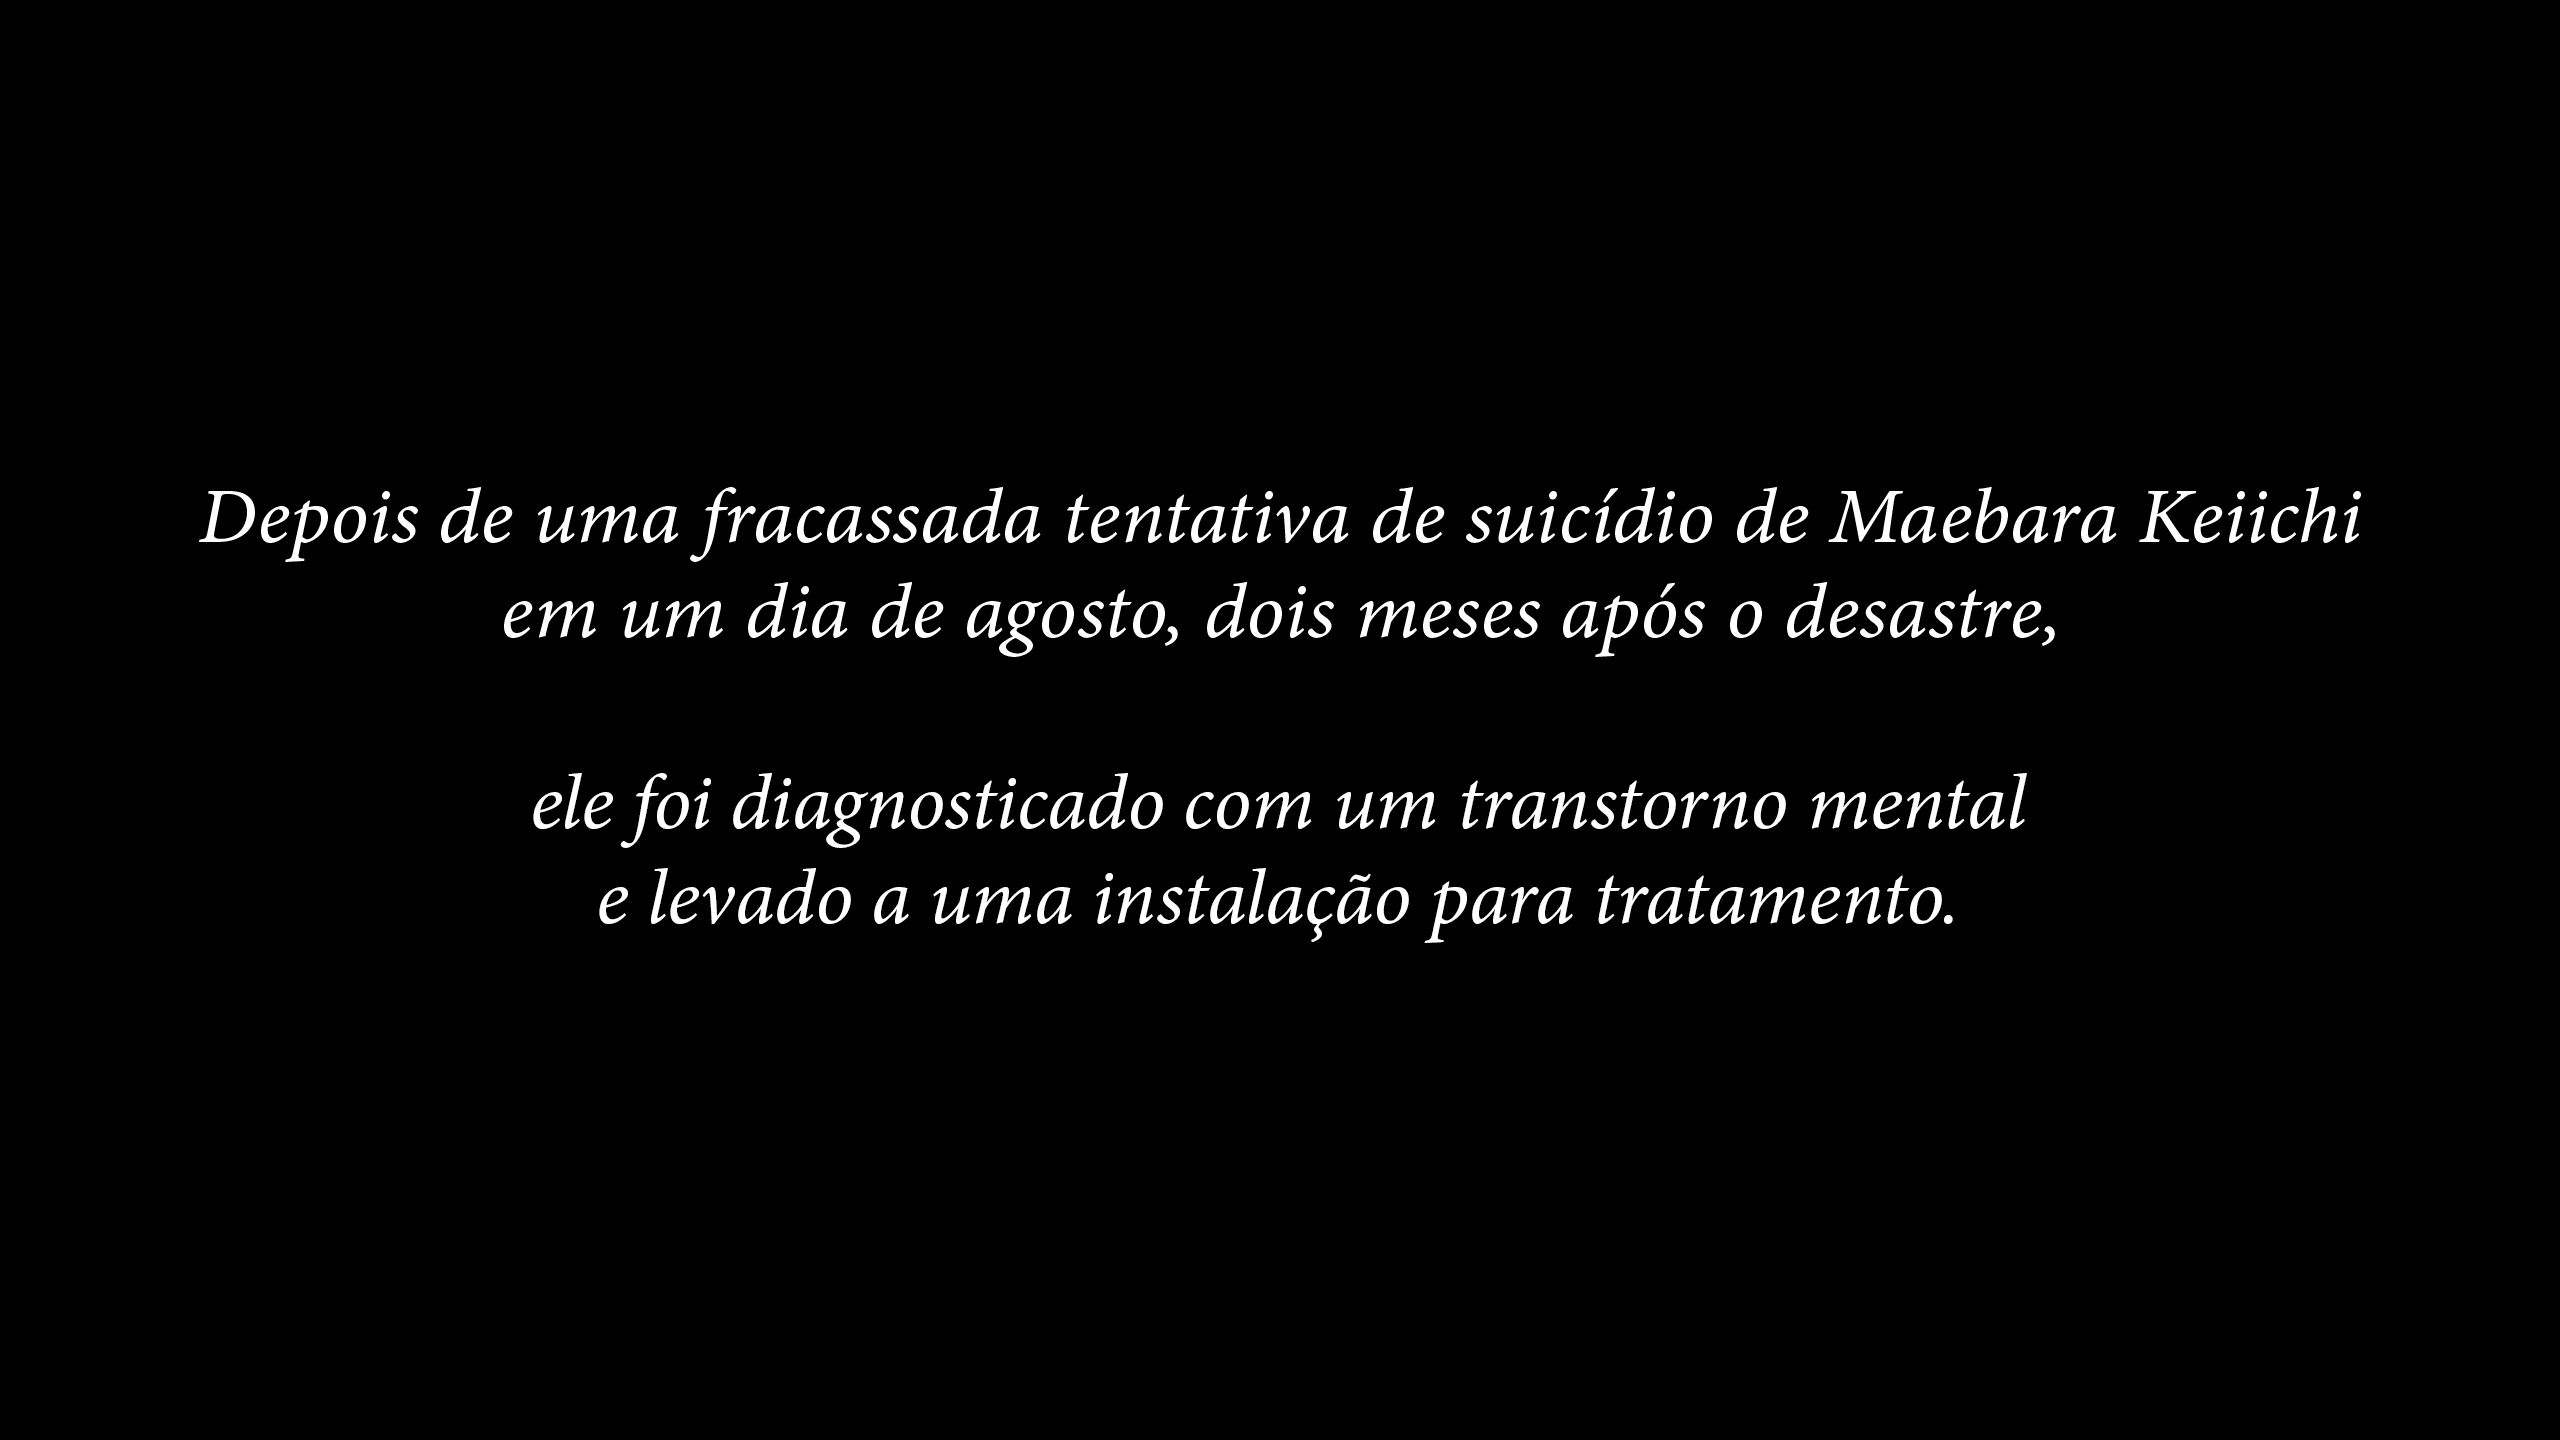 Depois de uma fracassada tentativa de suicídio de Maebara Keiichi
em um dia de agosto, dois meses após o desastre,
ele foi diagnosticado com um transtorno mental
e levado a uma instalação para tratamento.